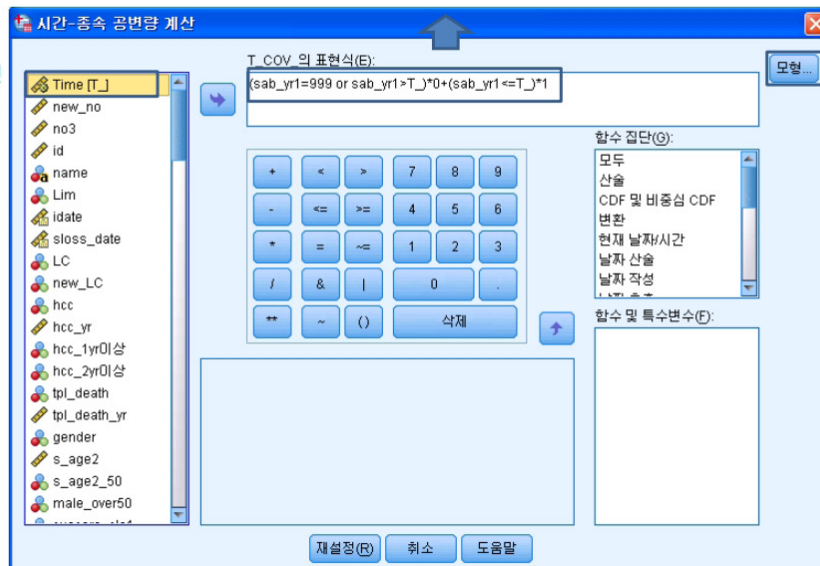 시간-종속 공변량 계산
T_COV_의 표현식(E):
(sab_yr1=999 or sab_yr1>T_)*0+(sab_yr1<=T_)*1
모형...
Time [T_]
new_no
no3
id
name
Lim
idate
sloss_date
LC
new_LC
hcc
hcc_yr
hcc_1yr이상
hcc_2yr이상
tpl_death
tpl_death_yr
gender
s_age2
s_age2_50
male_over50
+ < > 7 8 9
- <= >= 4 5 6
* = ~= 1 2 3
/ & | 0 .
** ~ () 삭제
함수 집단(G):
모두
산술
CDF 및 비중심 CDF
변환
현재 날짜/시간
날짜 산술
날짜 작성
함수 및 특수변수(F):
재설정(R) 취소 도움말